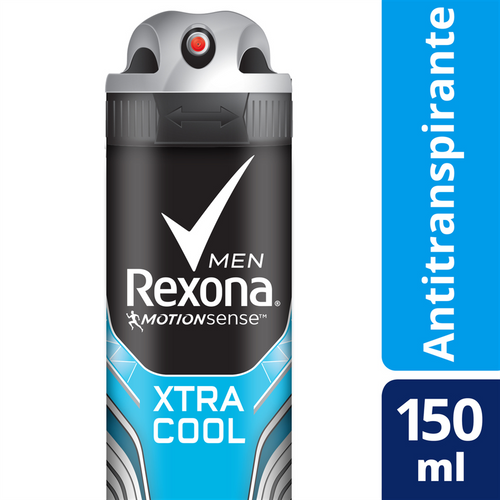 MEN
Rexona®
MOTIONsense™
XTRA
COOL
Antitranspirante
150
ml